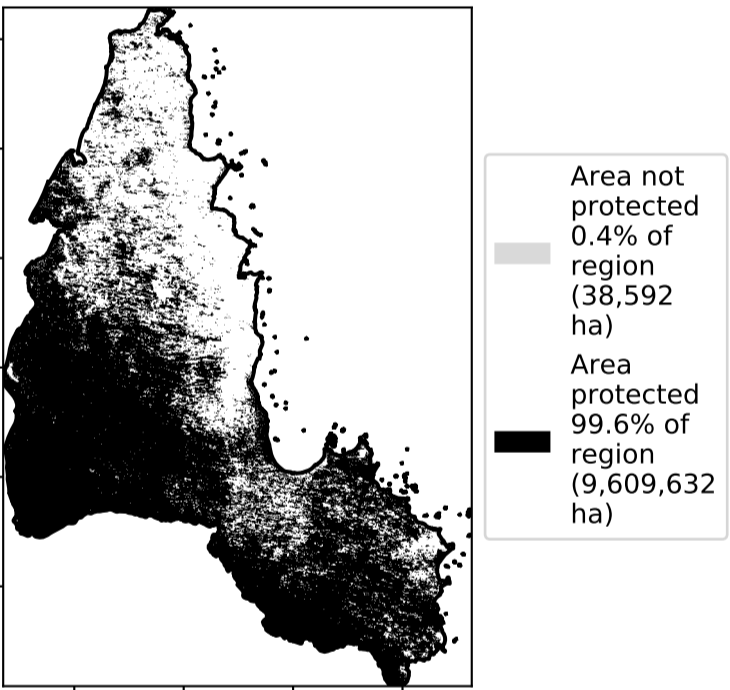 Area not
protected
0.4% of
region
(38,592
ha)
Area
protected
99.6% of
region
(9,609,632
ha)